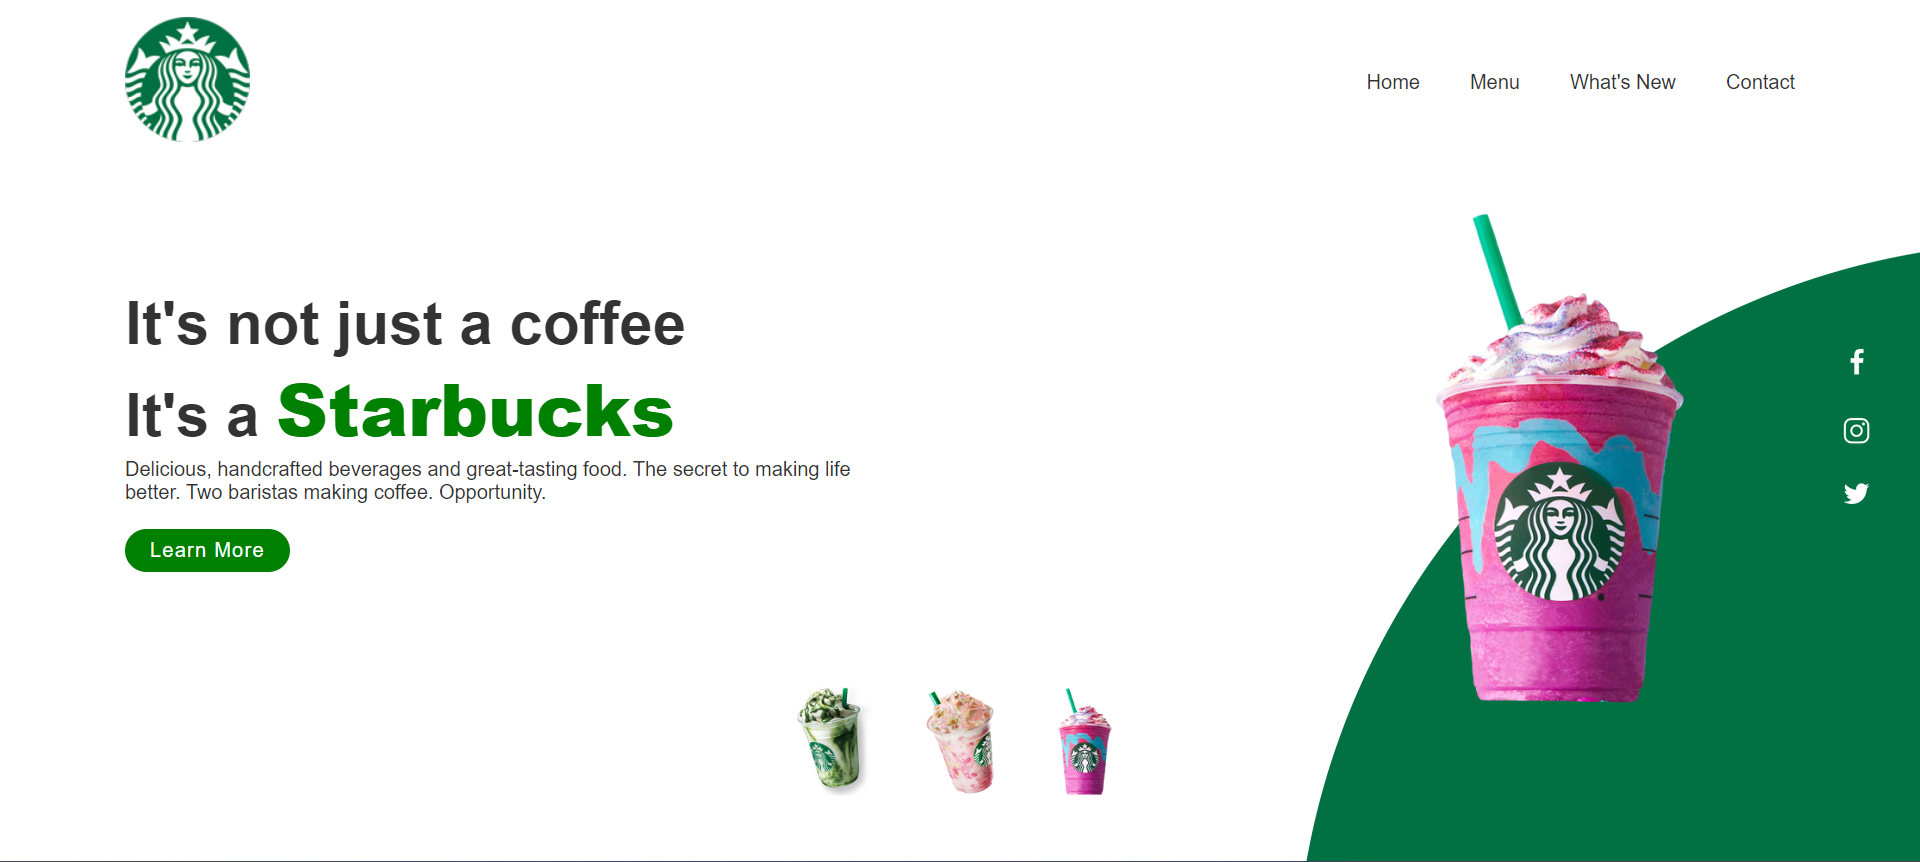 Home
Menu
What's New
Contact
It's not just a coffee
It's a Starbucks
Delicious, handcrafted beverages and great-tasting food. The secret to making life
better. Two baristas making coffee. Opportunity.
Learn More